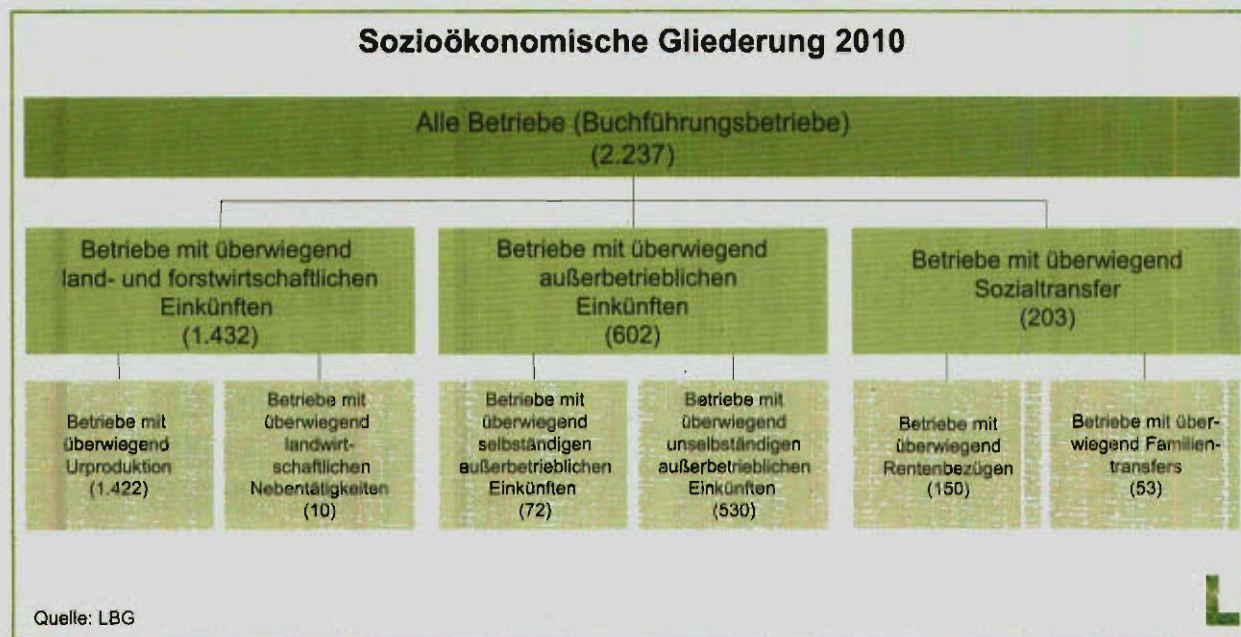 Sozioökonomische Gliederung 2010
Alle Betriebe (Buchführungsbetriebe)
(2.237)
Betriebe mit überwiegend
land- und forstwirtschaftlichen
Einkünften
(1.432)
Betriebe mit überwiegend
außerbetrieblichen
Einkünften
(602)
Betriebe mit überwiegend
Sozialtransfer
(203)
Betriebe mit
überwiegend
Urproduktion
(1.422)
Betriebe mit
überwiegend
landwirt-
schaftlichen
Nebentätigkeiten
(10)
Betriebe mit
überwiegend
selbständigen
außerbetrieblichen
Einkünften
(72)
Betriebe mit
überwiegend
unselbständigen
außerbetrieblichen
Einkünften
(530)
Betriebe mit
überwiegend
Rentenbezügen
(150)
Betriebe mit über-
wiegend Familien-
transfers
(53)
Quelle: LBG
L